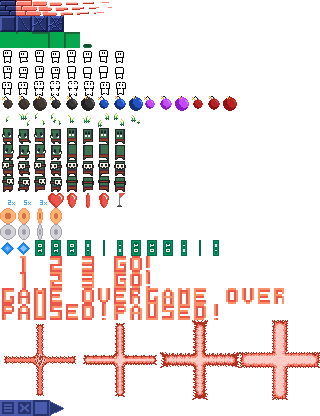 2x 5x 3x
1 2 3 GO!
1 2 3 GO!
GAME OVERGAME OVER
PAUSED!PAUSED!